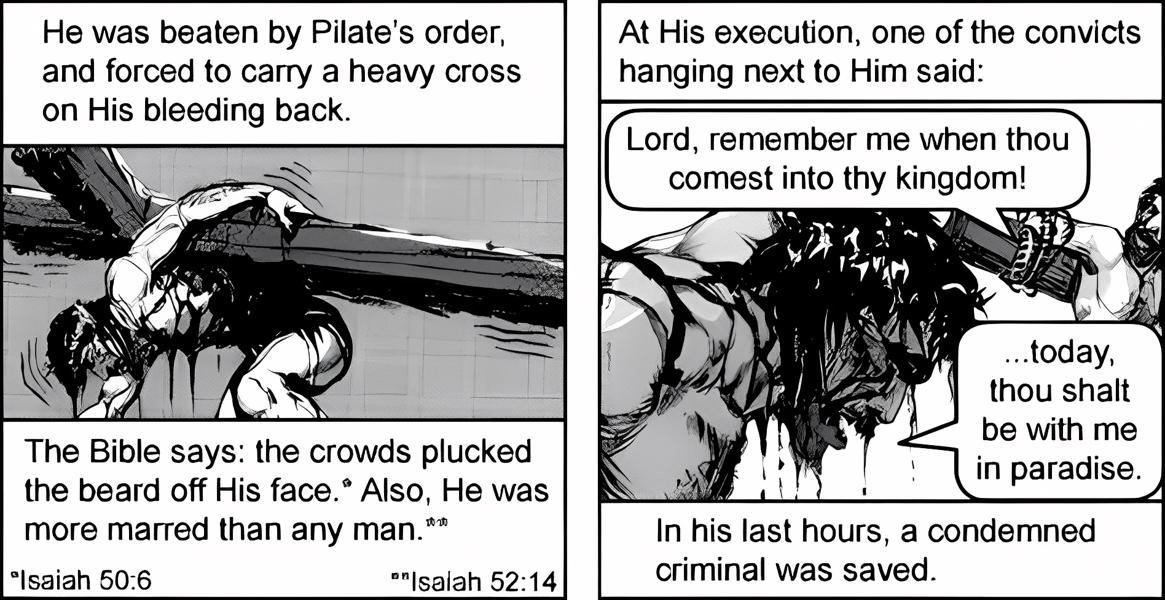 He was beaten by Pilate's order,
and forced to carry a heavy cross
on His bleeding back.
The Bible says: the crowds plucked
the beard off His face.* Also, He was
more marred than any man.**
*Isaiah 50:6
**Isaiah 52:14
At His execution, one of the convicts
hanging next to Him said:
Lord, remember me when thou
comest into thy kingdom!
...today,
thou shalt
be with me
in paradise.
In his last hours, a condemned
criminal was saved.